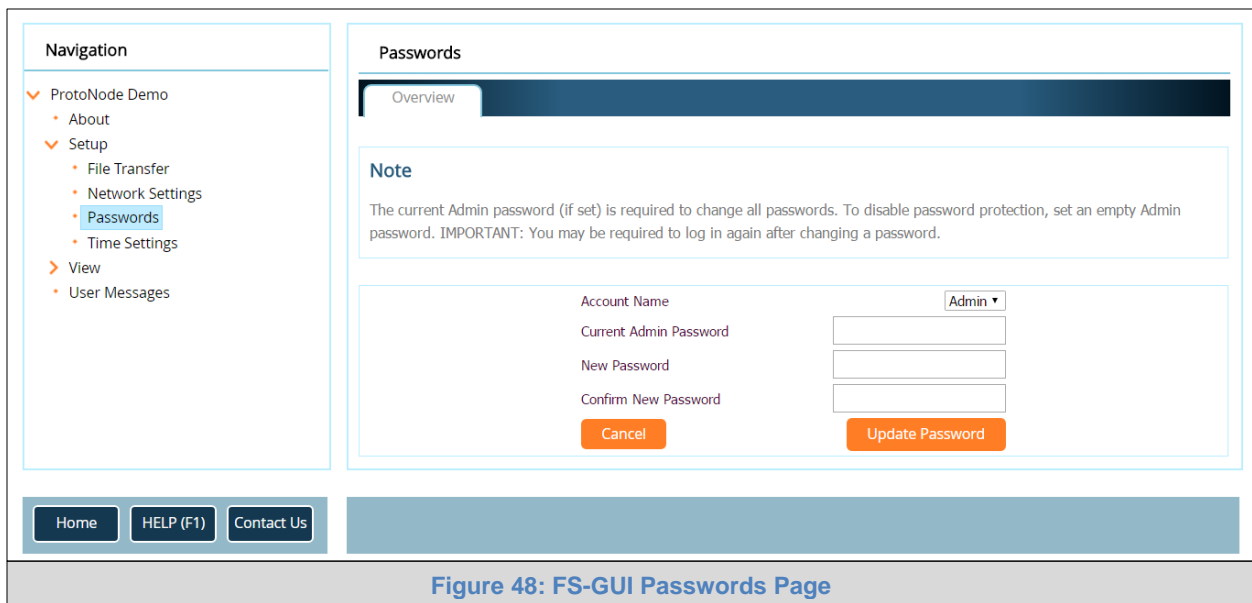 Navigation
ProtoNode Demo
About
Setup
File Transfer
Network Settings
Passwords
Time Settings
View
User Messages
Passwords
Overview
Note
The current Admin password (if set) is required to change all passwords. To disable password protection, set an empty Admin
password. IMPORTANT: You may be required to log in again after changing a password.
Account Name Admin
Current Admin Password
New Password
Confirm New Password
Cancel Update Password
Home HELP (F1) Contact Us
Figure 48: FS-GUI Passwords Page